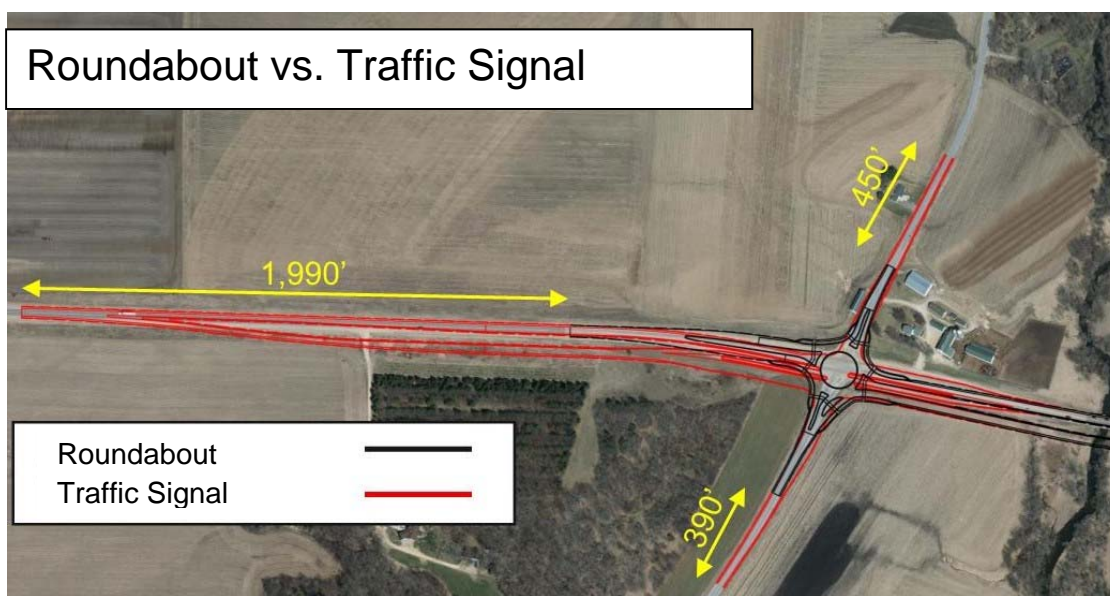 Roundabout vs. Traffic Signal
450’
1,990’
Roundabout
Traffic Signal
390’